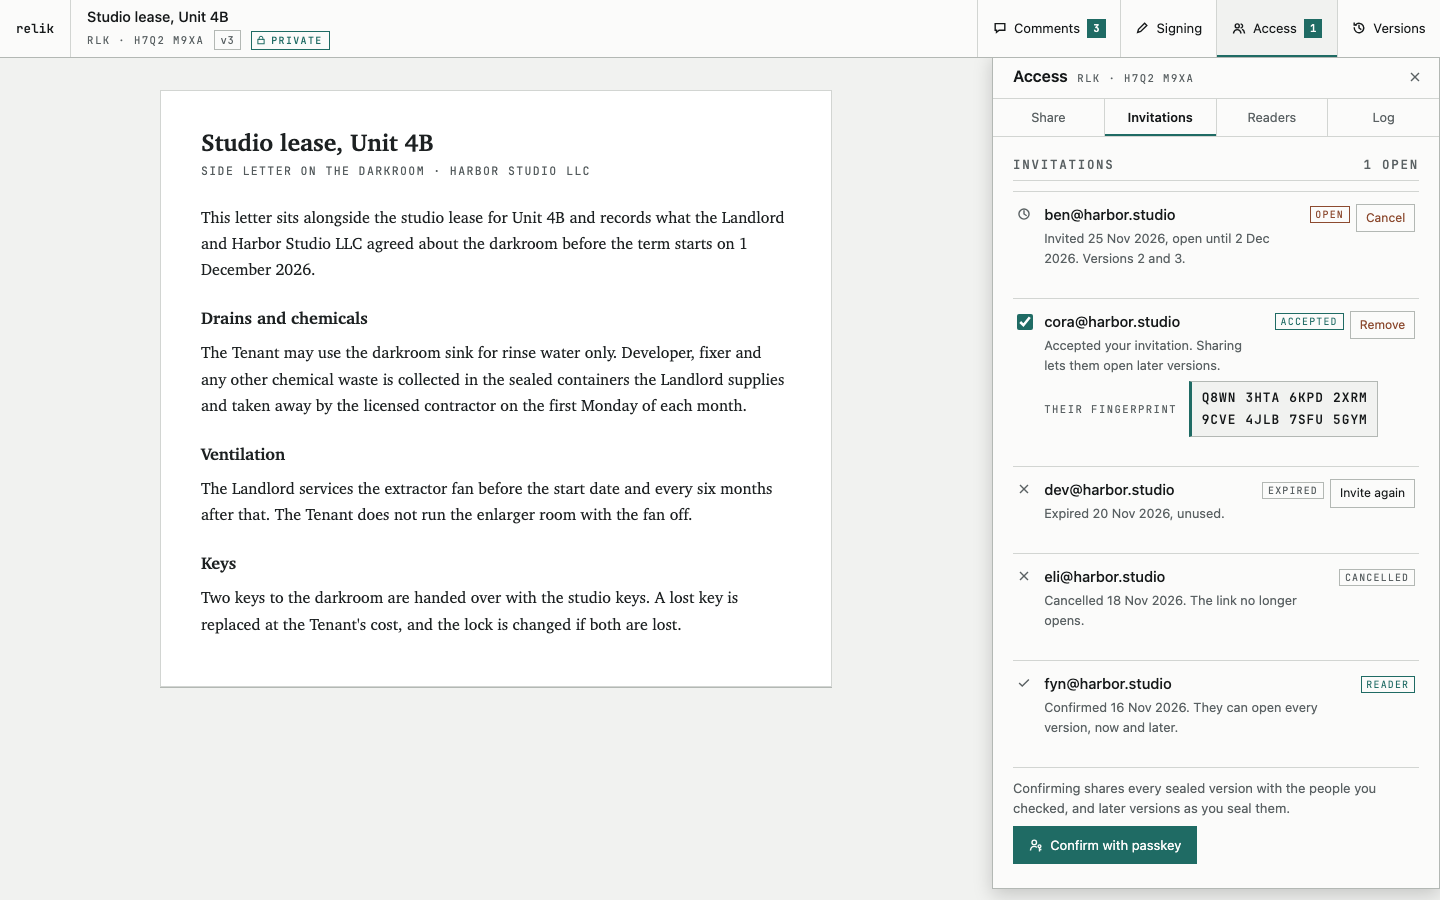 relik
Studio lease, Unit 4B
RLK · H7Q2 M9XA v3 PRIVATE
Comments 3
Signing
Access 1
Versions
Studio lease, Unit 4B
SIDE LETTER ON THE DARKROOM · HARBOR STUDIO LLC
This letter sits alongside the studio lease for Unit 4B and records what the Landlord
and Harbor Studio LLC agreed about the darkroom before the term starts on 1
December 2026.
Drains and chemicals
The Tenant may use the darkroom sink for rinse water only. Developer, fixer and
any other chemical waste is collected in the sealed containers the Landlord supplies
and taken away by the licensed contractor on the first Monday of each month.
Ventilation
The Landlord services the extractor fan before the start date and every six months
after that. The Tenant does not run the enlarger room with the fan off.
Keys
Two keys to the darkroom are handed over with the studio keys. A lost key is
replaced at the Tenant's cost, and the lock is changed if both are lost.
Access RLK · H7Q2 M9XA
Share
Invitations
Readers
Log
INVITATIONS 1 OPEN
ben@harbor.studio OPEN Cancel
Invited 25 Nov 2026, open until 2 Dec
2026. Versions 2 and 3.
cora@harbor.studio ACCEPTED Remove
Accepted your invitation. Sharing
lets them open later versions.
THEIR FINGERPRINT
Q8WN 3HTA 6KPD 2XRM
9CVE 4JLB 7SFU 5GYM
dev@harbor.studio EXPIRED Invite again
Expired 20 Nov 2026, unused.
eli@harbor.studio CANCELLED
Cancelled 18 Nov 2026. The link no longer
opens.
fyn@harbor.studio READER
Confirmed 16 Nov 2026. They can open every
version, now and later.
Confirming shares every sealed version with the people you
checked, and later versions as you seal them.
Confirm with passkey